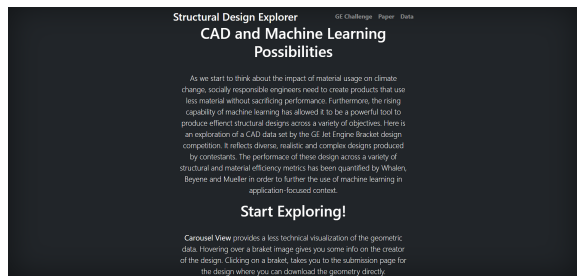 Structural Design Explorer GE Challenge Paper Data
CAD and Machine Learning
Possibilities
As we start to think about the impact of material usage on climate
change, socially responsible engineers need to create products that use
less material without sacrificing performance. Furthermore, the rising
capability of machine learning has allowed it to be a powerful tool to
produce effienct structural designs across a variety of objectives. Here is
an exploration of a CAD data set by the GE Jet Engine Bracket design
competition. It reflects diverse, realistic and complex designs produced
by contestants. The performace of these design across a variety of
structural and material efficiency metrics has been quantified by Whalen,
Beyene and Mueller in order to further the use of machine learning in
application-focused context.
Start Exploring!
Carousel View provides a less technical visualization of the geometric
data. Hovering over a braket image gives you some info on the creator
of the design. Clicking on a braket, takes you to the submission page for
the design where you can download the geometry directly.